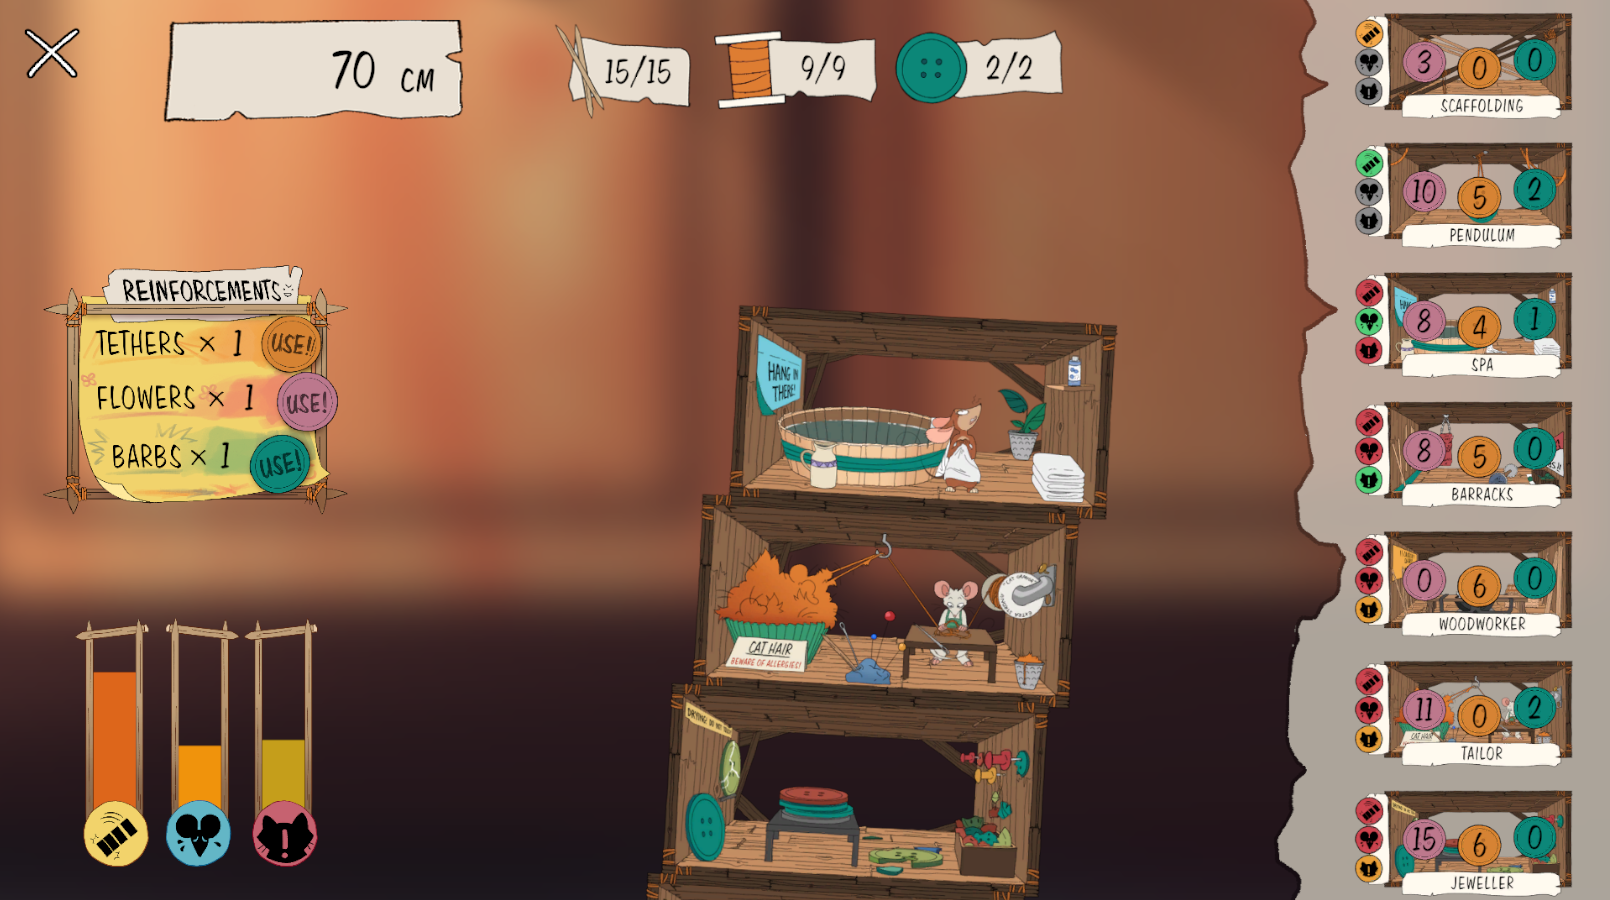 70 CM
15/15
9/9
2/2
REINFORCEMENTS
TETHERS × 1 USE!
FLOWERS × 1 USE!
BARBS × 1 USE!
HANG IN
THERE!
CAT HAIR
BEWARE OF ALLERGIES!
3 0 0
SCAFFOLDING
10 5 2
PENDULUM
8 4 1
SPA
8 5 0
BARRACKS
0 6 0
WOODWORKER
11 0 2
CAT HAIR
TAILOR
15 6 0
JEWELLER